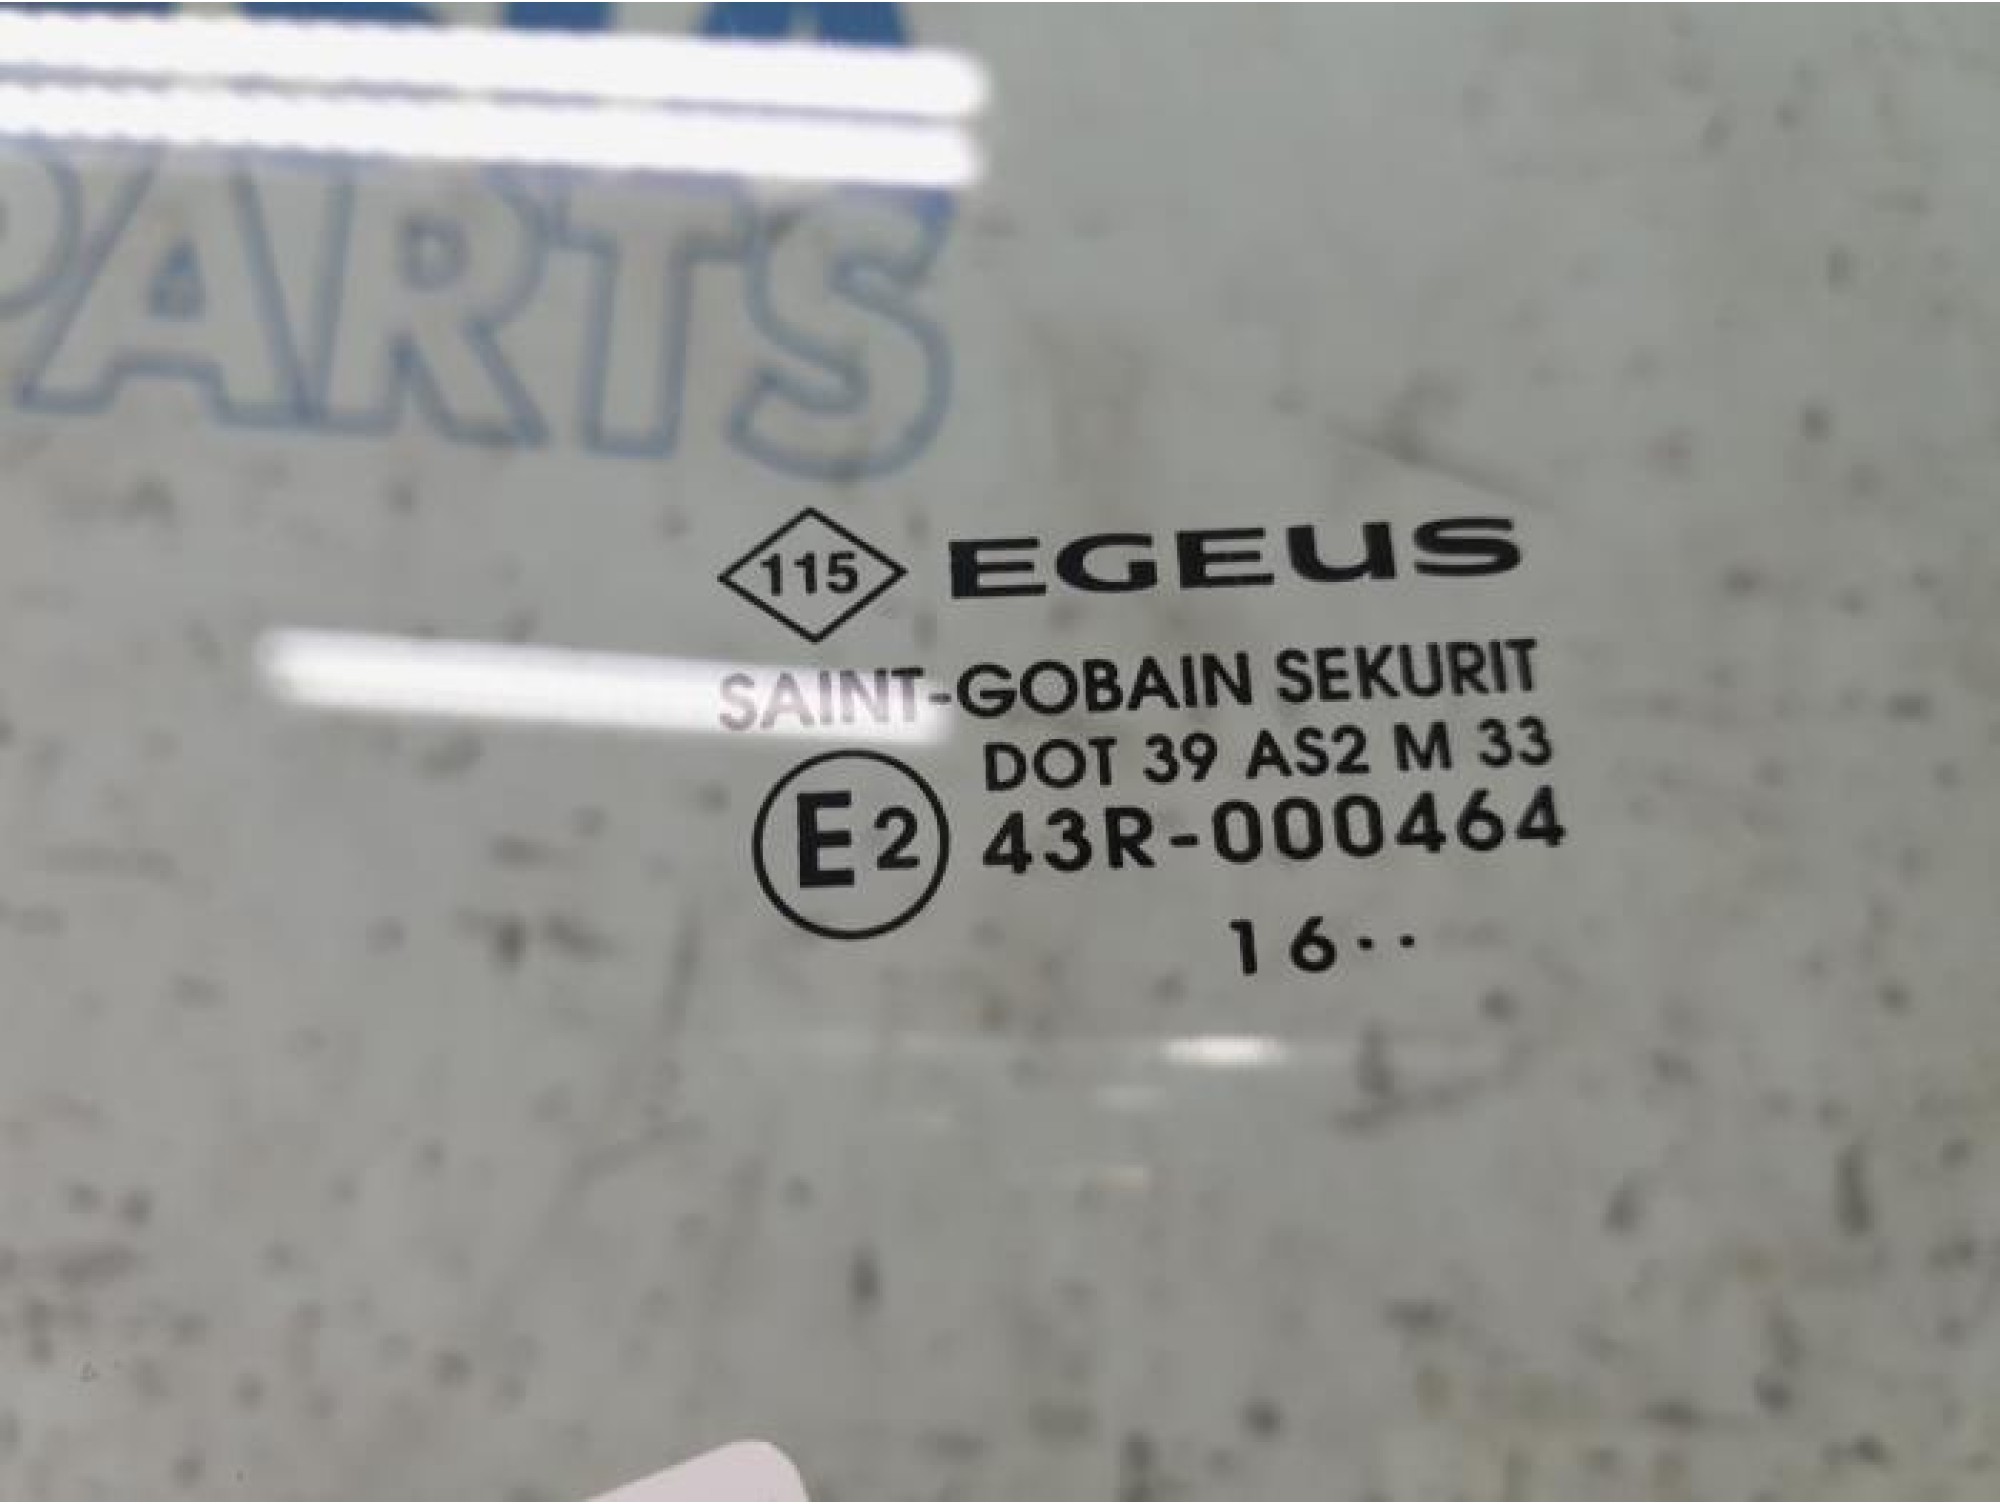 PARTS
115 EGEUS
SAINT-GOBAIN SEKURIT
DOT 39 AS2 M 33
E2 43R-000464
16··